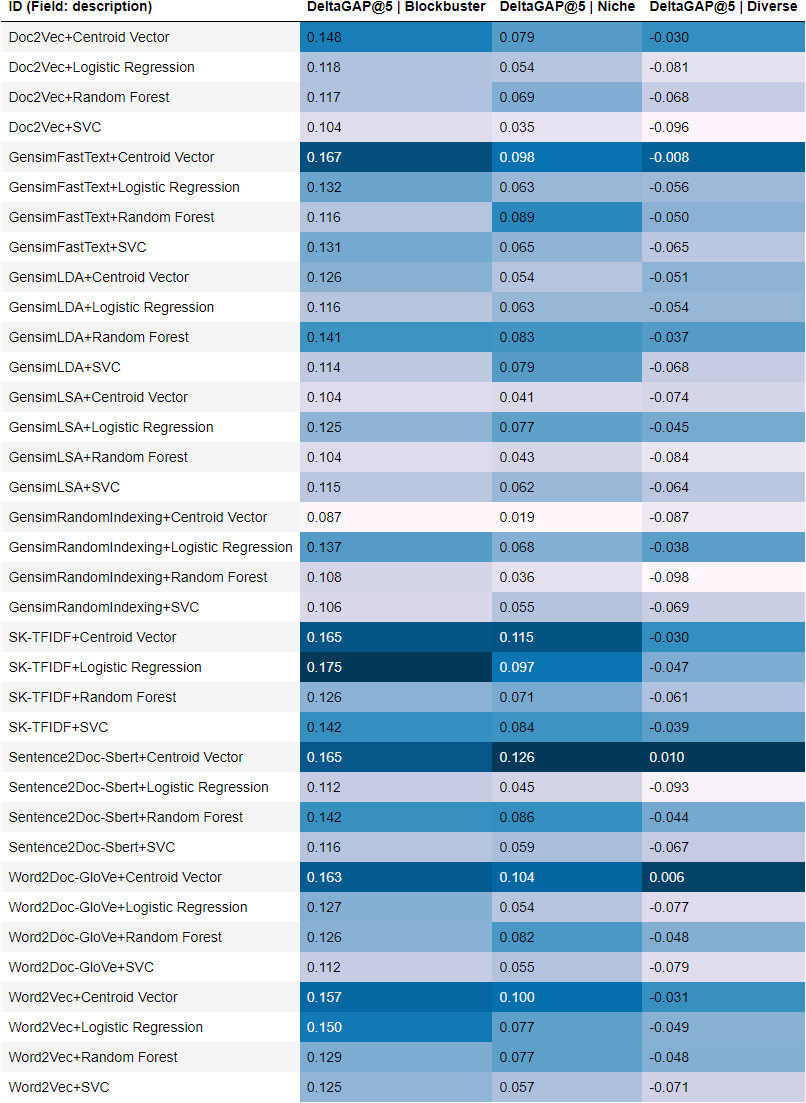 ID (Field: description) DeltaGAP@5 | Blockbuster DeltaGAP@5 | Niche DeltaGAP@5 | Diverse
Doc2Vec+Centroid Vector 0.148 0.079 -0.030
Doc2Vec+Logistic Regression 0.118 0.054 -0.081
Doc2Vec+Random Forest 0.117 0.069 -0.068
Doc2Vec+SVC 0.104 0.035 -0.096
GensimFastText+Centroid Vector 0.167 0.098 -0.008
GensimFastText+Logistic Regression 0.132 0.063 -0.056
GensimFastText+Random Forest 0.116 0.089 -0.050
GensimFastText+SVC 0.131 0.065 -0.065
GensimLDA+Centroid Vector 0.126 0.054 -0.051
GensimLDA+Logistic Regression 0.116 0.063 -0.054
GensimLDA+Random Forest 0.141 0.083 -0.037
GensimLDA+SVC 0.114 0.079 -0.068
GensimLSA+Centroid Vector 0.104 0.041 -0.074
GensimLSA+Logistic Regression 0.125 0.077 -0.045
GensimLSA+Random Forest 0.104 0.043 -0.084
GensimLSA+SVC 0.115 0.062 -0.064
GensimRandomIndexing+Centroid Vector 0.087 0.019 -0.087
GensimRandomIndexing+Logistic Regression 0.137 0.068 -0.038
GensimRandomIndexing+Random Forest 0.108 0.036 -0.098
GensimRandomIndexing+SVC 0.106 0.055 -0.069
SK-TFIDF+Centroid Vector 0.165 0.115 -0.030
SK-TFIDF+Logistic Regression 0.175 0.097 -0.047
SK-TFIDF+Random Forest 0.126 0.071 -0.061
SK-TFIDF+SVC 0.142 0.084 -0.039
Sentence2Doc-Sbert+Centroid Vector 0.165 0.126 0.010
Sentence2Doc-Sbert+Logistic Regression 0.112 0.045 -0.093
Sentence2Doc-Sbert+Random Forest 0.142 0.086 -0.044
Sentence2Doc-Sbert+SVC 0.116 0.059 -0.067
Word2Doc-GloVe+Centroid Vector 0.163 0.104 0.006
Word2Doc-GloVe+Logistic Regression 0.127 0.054 -0.077
Word2Doc-GloVe+Random Forest 0.126 0.082 -0.048
Word2Doc-GloVe+SVC 0.112 0.055 -0.079
Word2Vec+Centroid Vector 0.157 0.100 -0.031
Word2Vec+Logistic Regression 0.150 0.077 -0.049
Word2Vec+Random Forest 0.129 0.077 -0.048
Word2Vec+SVC 0.125 0.057 -0.071